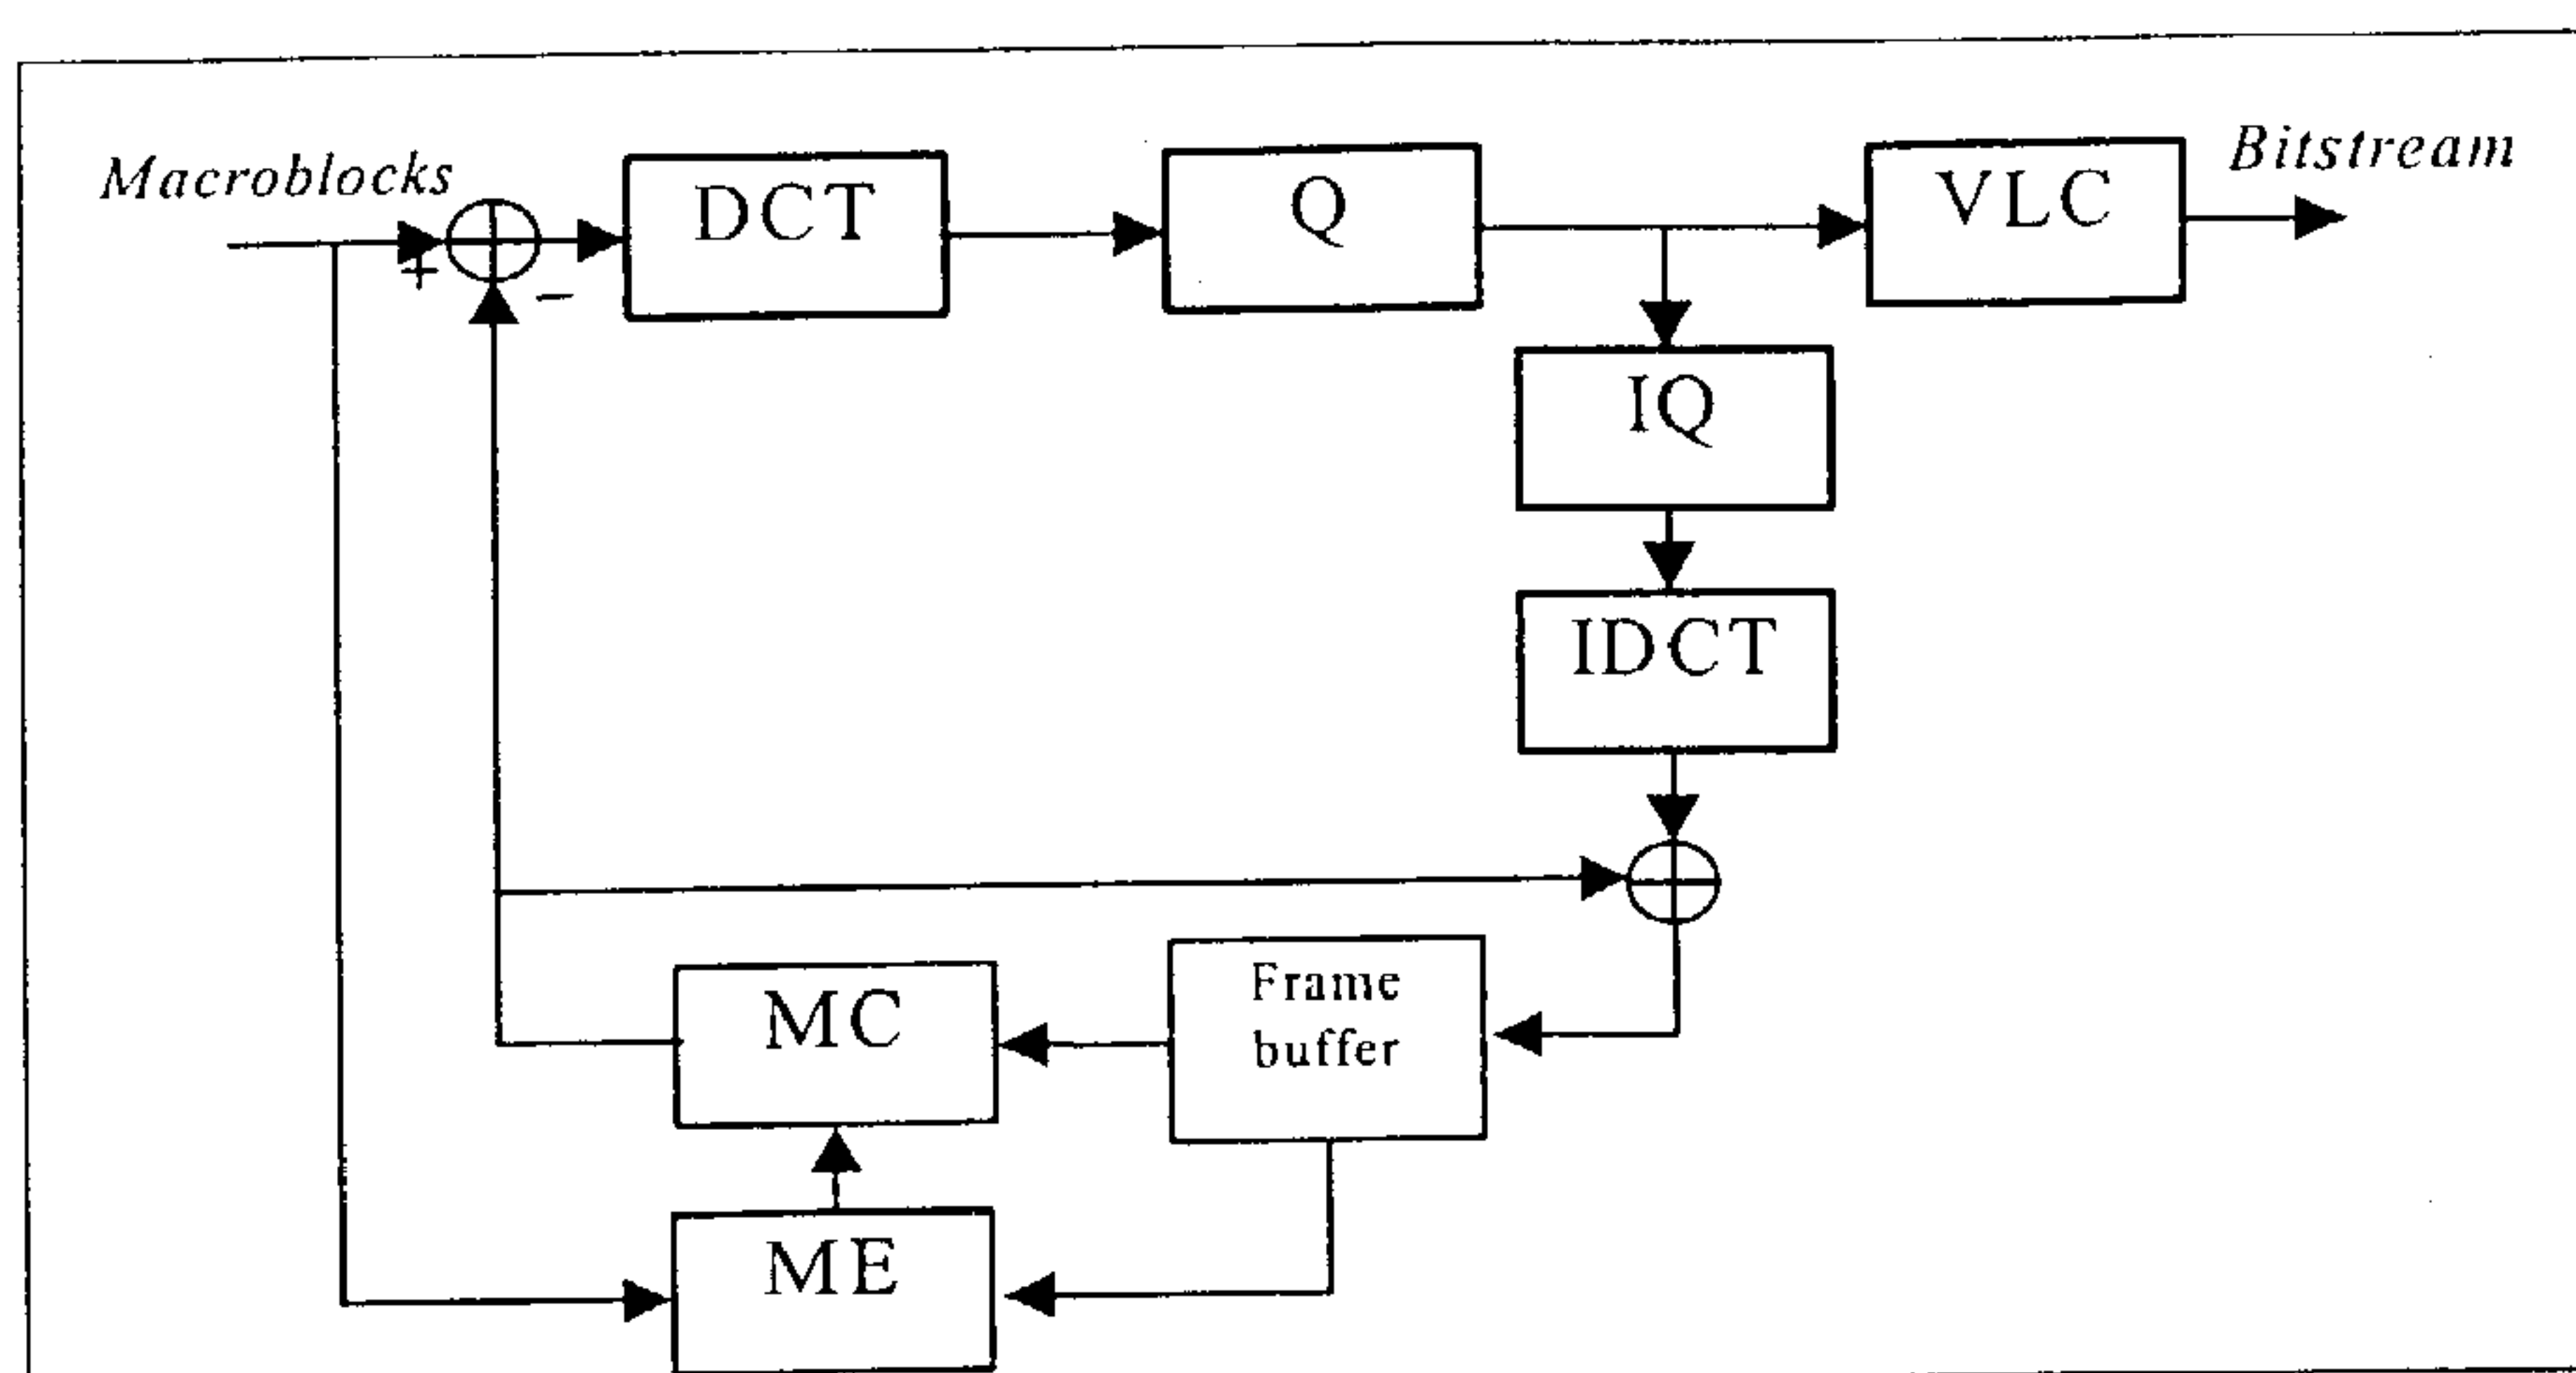 Macroblocks
+
−
DCT
Q
VLC
Bitstream
IQ
IDCT
MC
Frame
buffer
ME